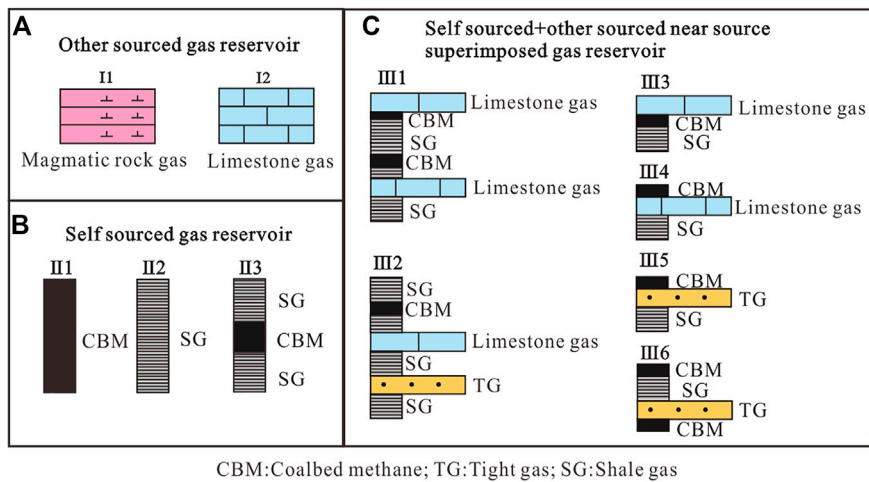 A
Other sourced gas reservoir
I1
I2
Magmatic rock gas
Limestone gas
B
Self sourced gas reservoir
II1
II2
II3
CBM
SG
SG
CBM
SG
C
Self sourced+other sourced near source
superimposed gas reservoir
III1
Limestone gas
CBM
SG
CBM
Limestone gas
SG
III2
SG
CBM
Limestone gas
SG
TG
SG
III3
Limestone gas
CBM
SG
III4
CBM
Limestone gas
SG
III5
CBM
TG
SG
III6
CBM
SG
TG
CBM
CBM:Coalbed methane; TG:Tight gas; SG:Shale gas